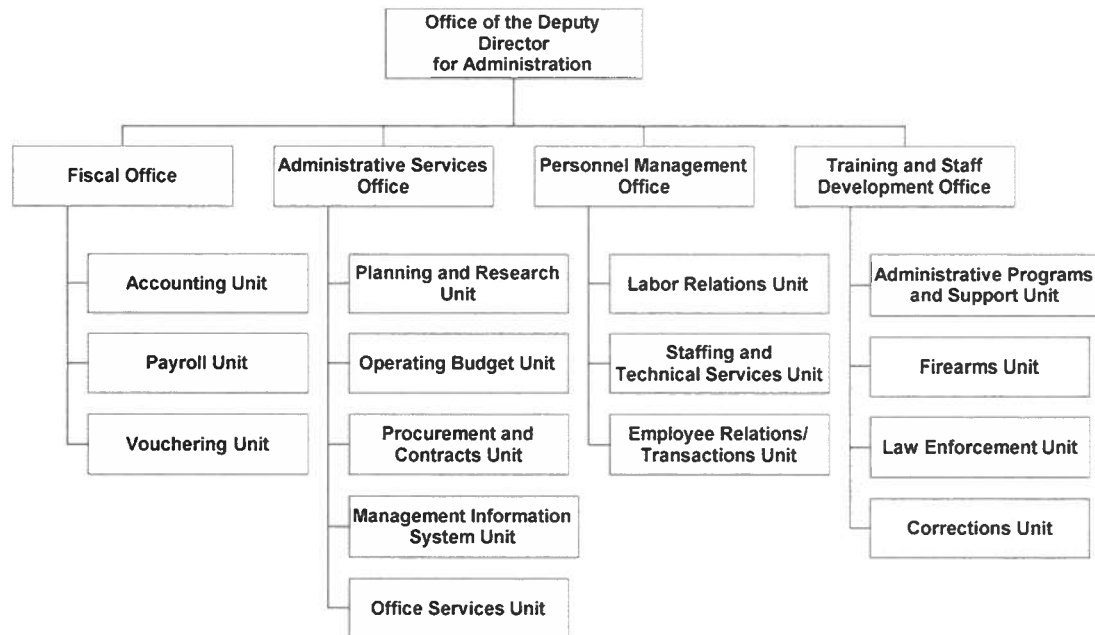 Office of the Deputy
Director
for Administration
Fiscal Office
Administrative Services
Office
Personnel Management
Office
Training and Staff
Development Office
Accounting Unit
Payroll Unit
Vouchering Unit
Planning and Research
Unit
Operating Budget Unit
Procurement and
Contracts Unit
Management Information
System Unit
Office Services Unit
Labor Relations Unit
Staffing and
Technical Services Unit
Employee Relations/
Transactions Unit
Administrative Programs
and Support Unit
Firearms Unit
Law Enforcement Unit
Corrections Unit